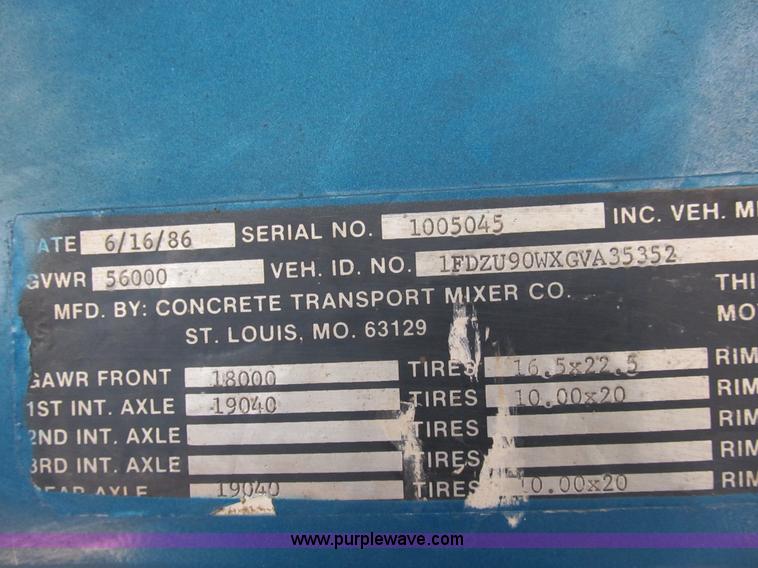 ATE 6/16/86 SERIAL NO. 1005045 INC. VEH. M
GVWR 56000 VEH. ID. NO. 1FDZU90WXGVA35352
MFD. BY: CONCRETE TRANSPORT MIXER CO. THI
ST. LOUIS, MO. 63129 MO
GAWR FRONT 18000 TIRES 16.5x22.5 RIM
1ST INT. AXLE 19040 TIRES 10.00x20 RIM
2ND INT. AXLE TIRES RIM
3RD INT. AXLE TIRES RIM
REAR AXLE 19040 TIRES 10.00x20 RIM
www.purplewave.com